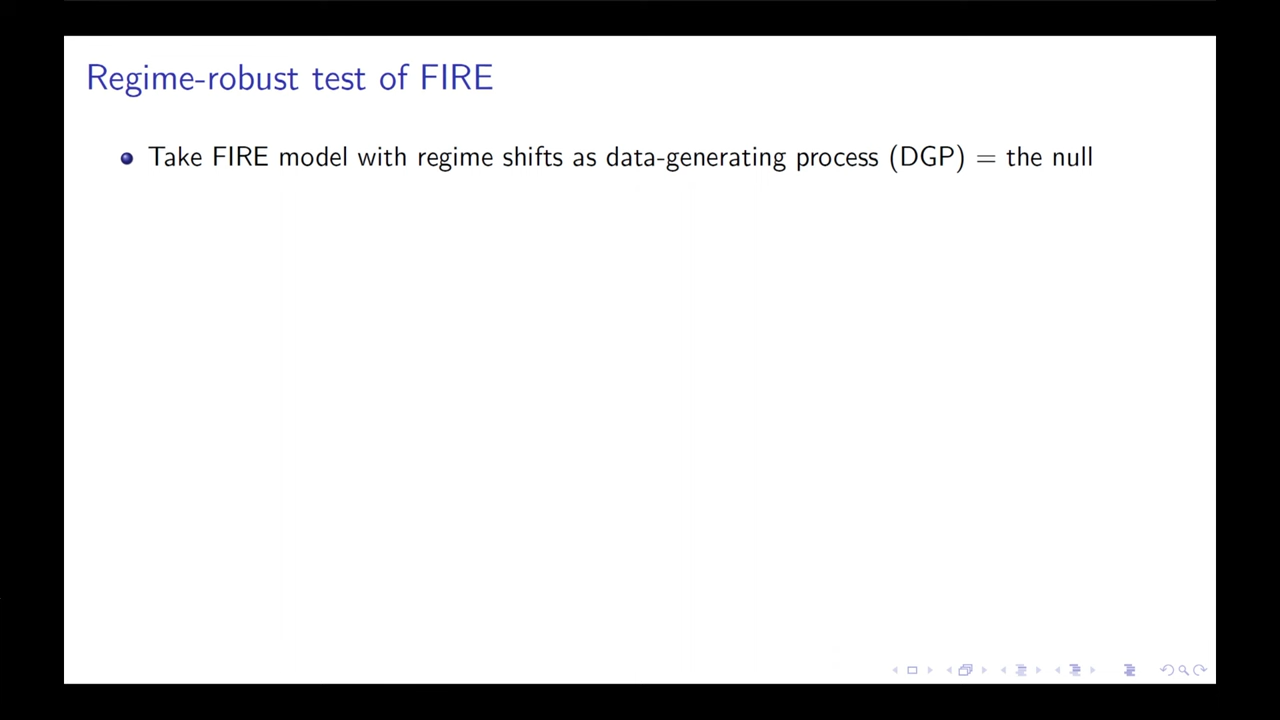 Regime-robust test of FIRE
Take FIRE model with regime shifts as data-generating process (DGP) = the null